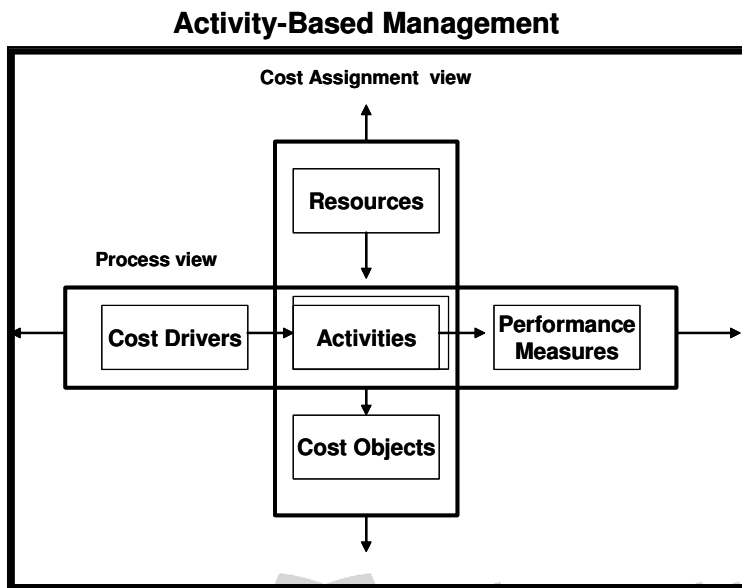 Activity-Based Management
Cost Assignment view
Resources
Process view
Cost Drivers
Activities
Performance
Measures
Cost Objects